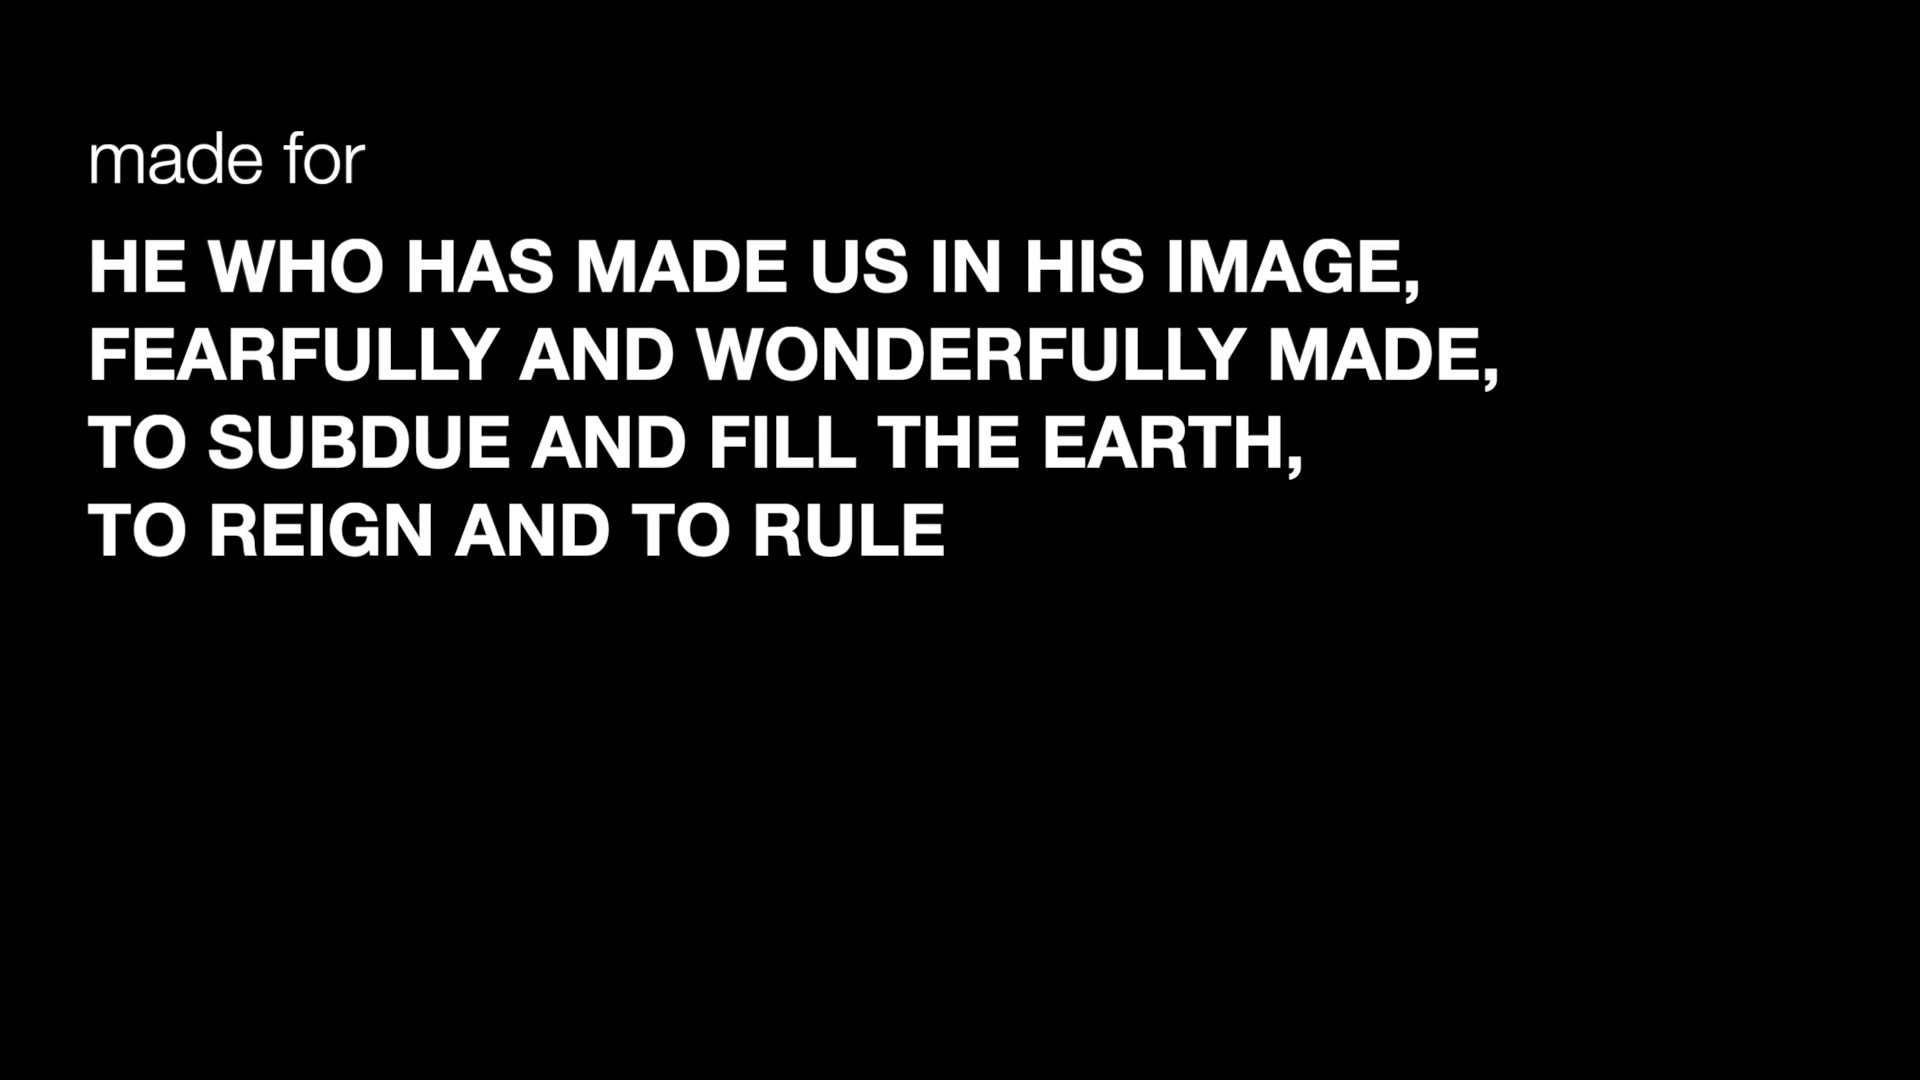 made for
HE WHO HAS MADE US IN HIS IMAGE,
FEARFULLY AND WONDERFULLY MADE,
TO SUBDUE AND FILL THE EARTH,
TO REIGN AND TO RULE